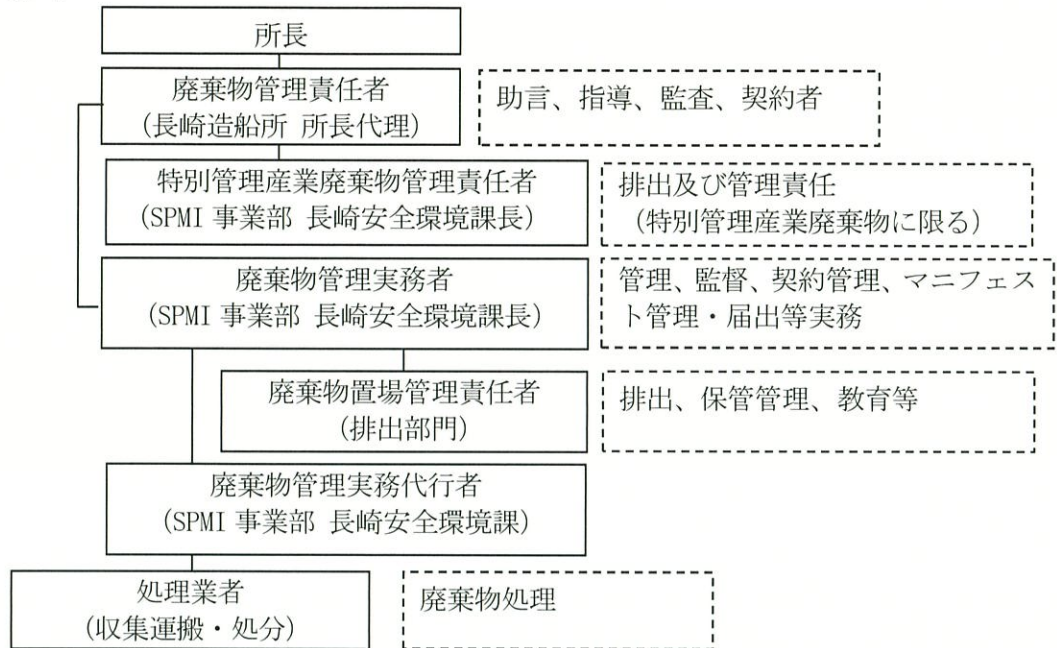 所長
廃棄物管理責任者
(長崎造船所 所長代理)
助言、指導、監査、契約者
特別管理産業廃棄物管理責任者
(SPMI 事業部 長崎安全環境課長)
排出及び管理責任
(特別管理産業廃棄物に限る)
廃棄物管理実務者
(SPMI 事業部 長崎安全環境課長)
管理、監督、契約管理、マニフェス
ト管理・届出等実務
廃棄物置場管理責任者
(排出部門)
排出、保管管理、教育等
廃棄物管理実務代行者
(SPMI 事業部 長崎安全環境課)
処理業者
(収集運搬・処分)
廃棄物処理